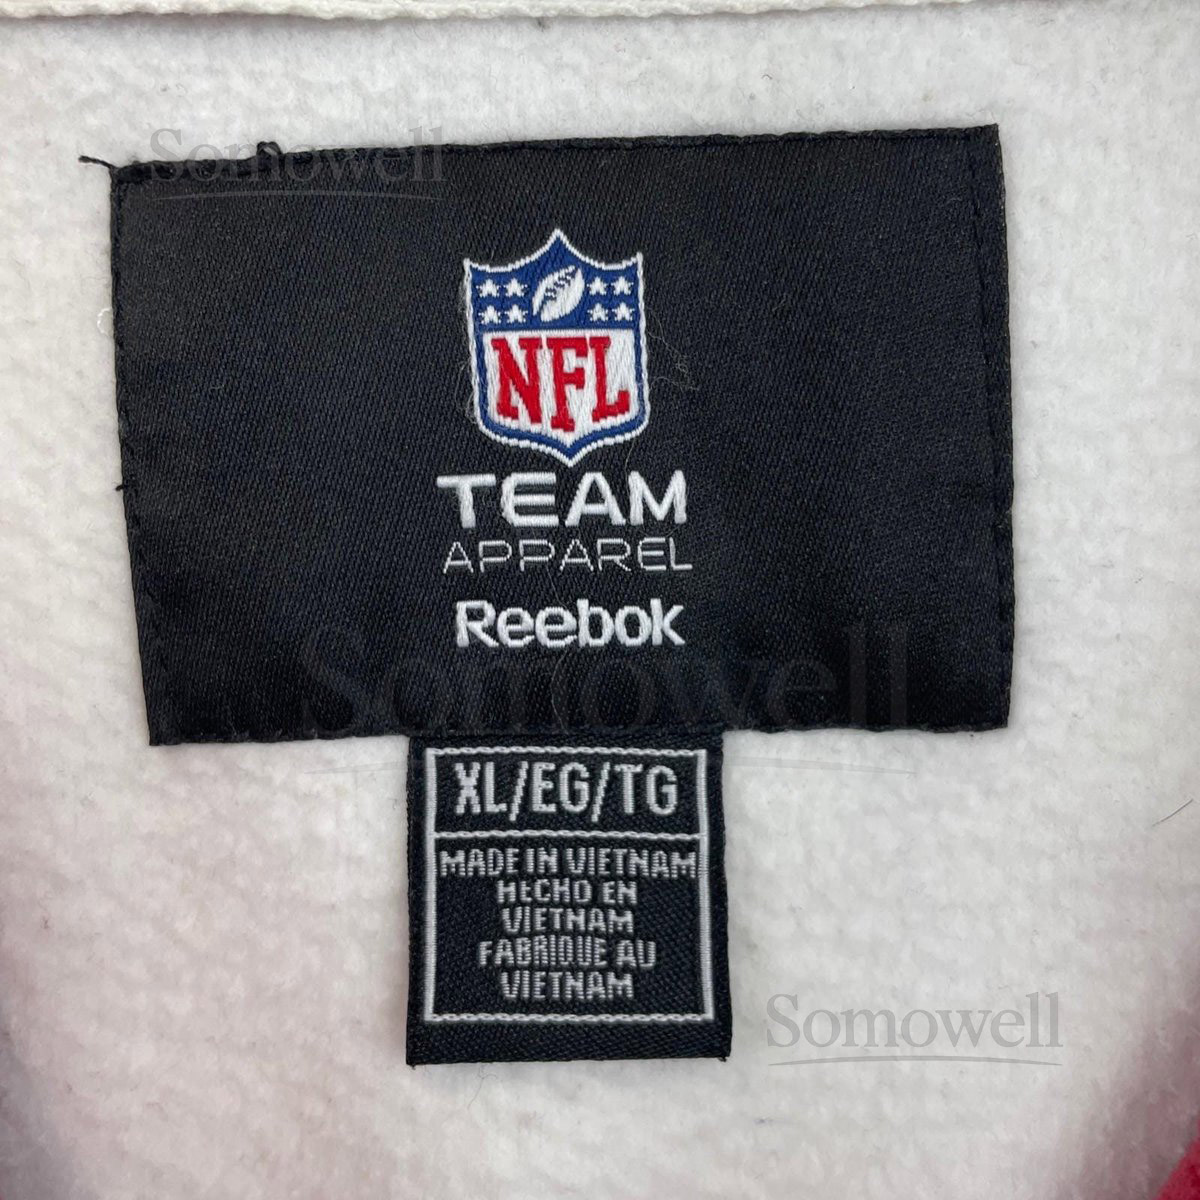 Somowell
NFL
TEAM
APPAREL
Reebok
Somowell
XL/EG/TG
MADE IN VIETNAM
HECHO EN
VIETNAM
FABRIQUE AU
VIETNAM
Somowell